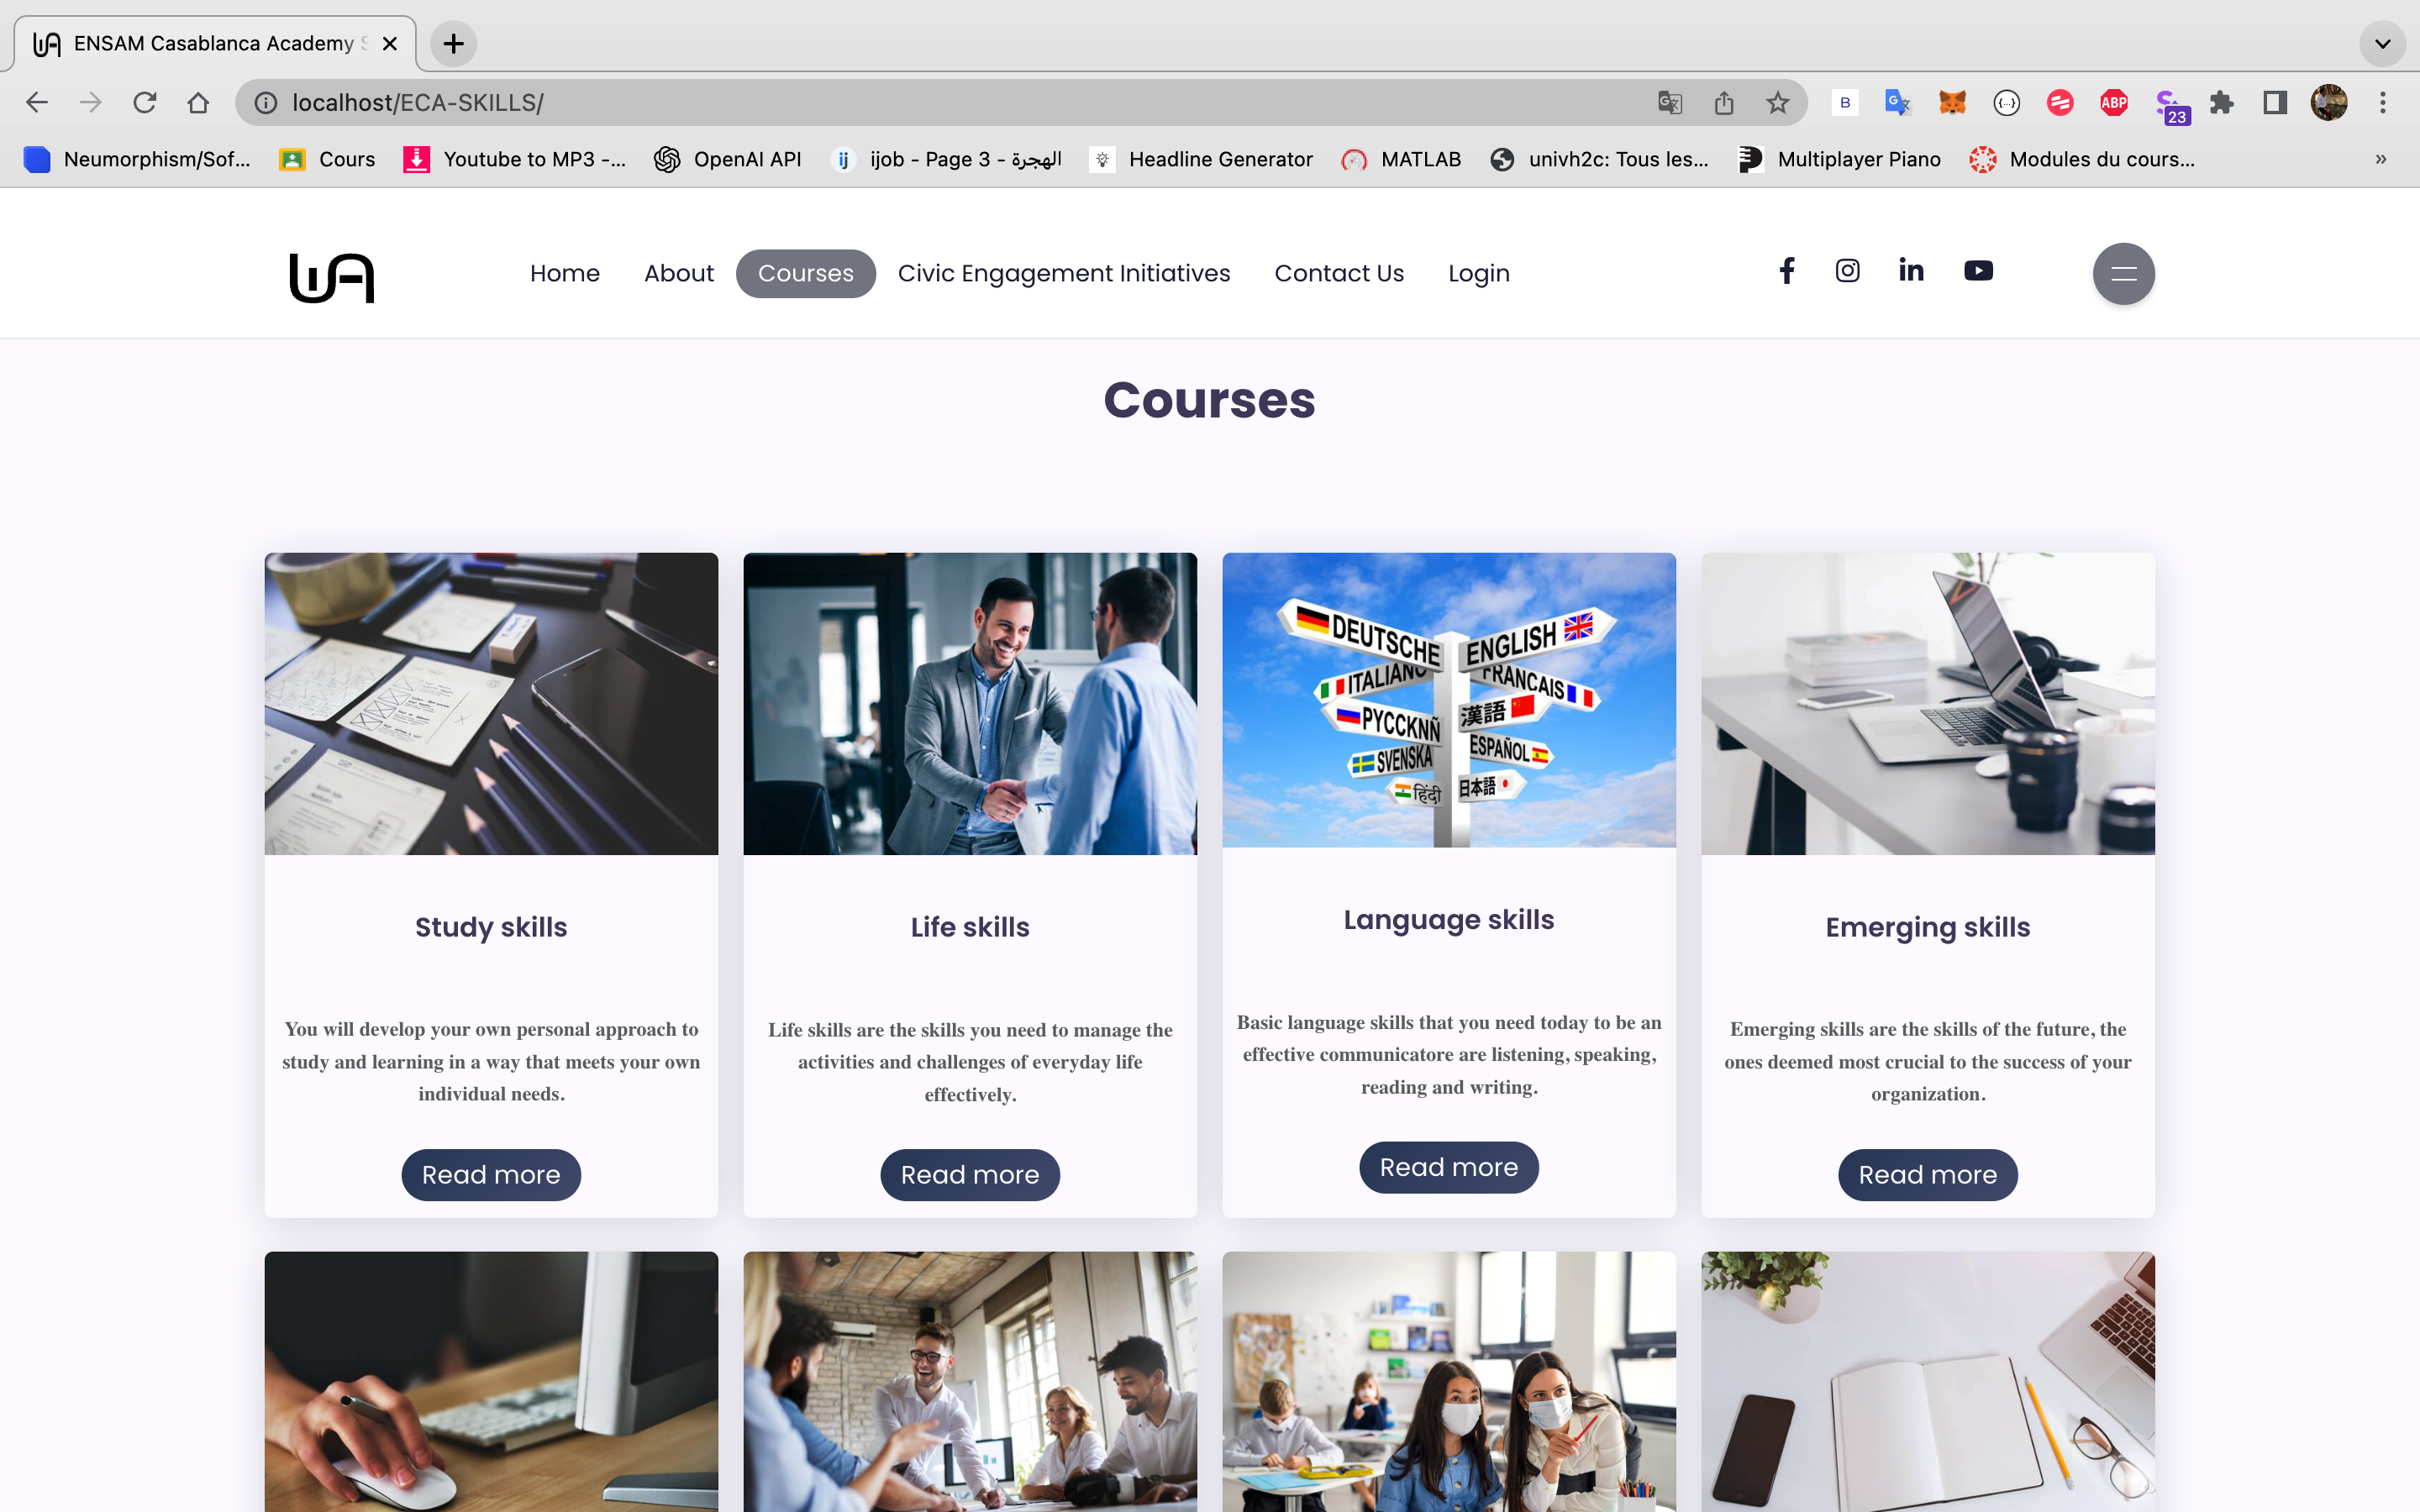 ENSAM Casablanca Academy S
localhost/ECA-SKILLS/
B
ABP
23
Neumorphism/Sof...
Cours
Youtube to MP3 -...
OpenAI API
ij
ijob - Page 3 - الهجرة
Headline Generator
MATLAB
univh2c: Tous les...
Multiplayer Piano
Modules du cours...
»
Home
About
Courses
Civic Engagement Initiatives
Contact Us
Login
Courses
DEUTSCHE
ENGLISH
ITALIANO
FRANCAIS
РУССKNÑ
漢語
SVENSKA
ESPAÑOL
हिंदी
日本語
Study skills
Life skills
Language skills
Emerging skills
You will develop your own personal approach to
study and learning in a way that meets your own
individual needs.
Life skills are the skills you need to manage the
activities and challenges of everyday life
effectively.
Basic language skills that you need today to be an
effective communicatore are listening, speaking,
reading and writing.
Emerging skills are the skills of the future, the
ones deemed most crucial to the success of your
organization.
Read more
Read more
Read more
Read more